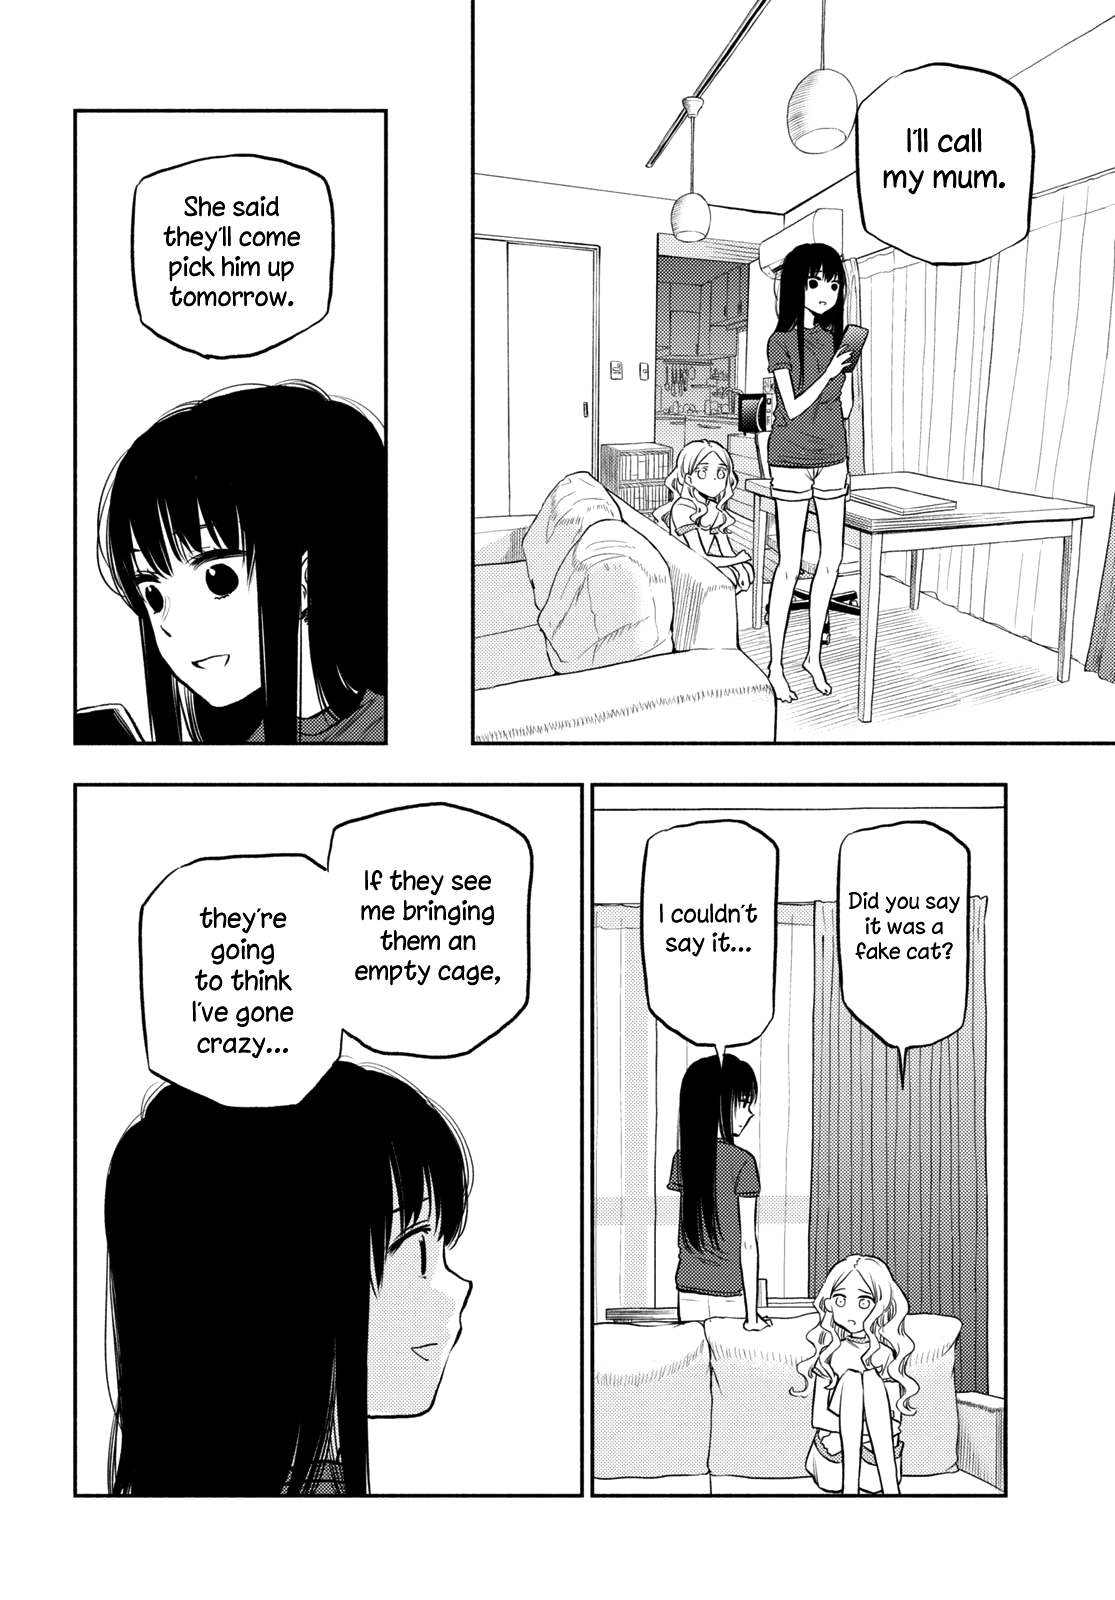 I'll call
my mum.
She said
they'll come
pick him up
tomorrow.
Did you say
it was a
fake cat?
I couldn't
say it...
If they see
me bringing
them an
empty cage,
they're
going
to think
I've gone
crazy...